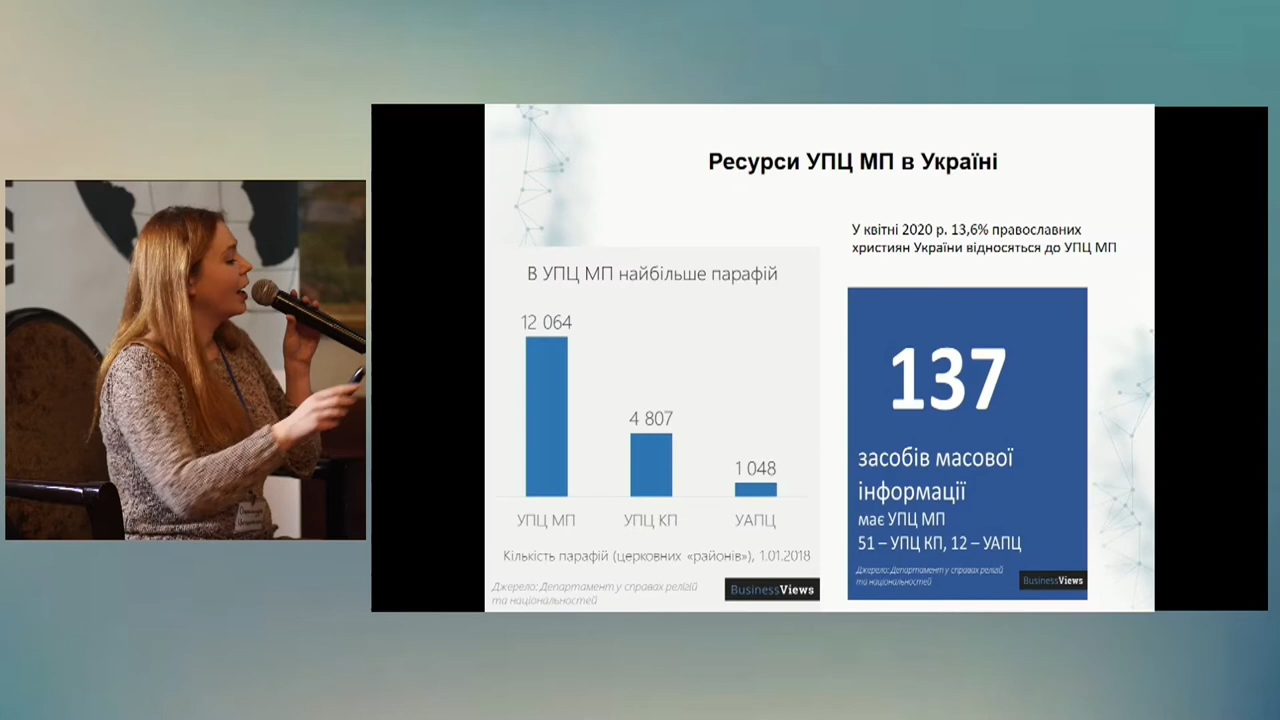 Ресурси УПЦ МП в Україні
У квітні 2020 р. 13,6% православних
християн України відносяться до УПЦ МП
В УПЦ МП найбільше парафій
12 064
4 807
1 048
УПЦ МП
УПЦ КП
УАПЦ
Кількість парафій (церковних «районів»), 1.01.2018
Джерело: Департамент у справах релігій
та національностей
BusinessViews
137
засобів масової
інформації
має УПЦ МП
51 – УПЦ КП, 12 – УАПЦ
Джерело: Департамент у справах релігій
та національностей
BusinessViews